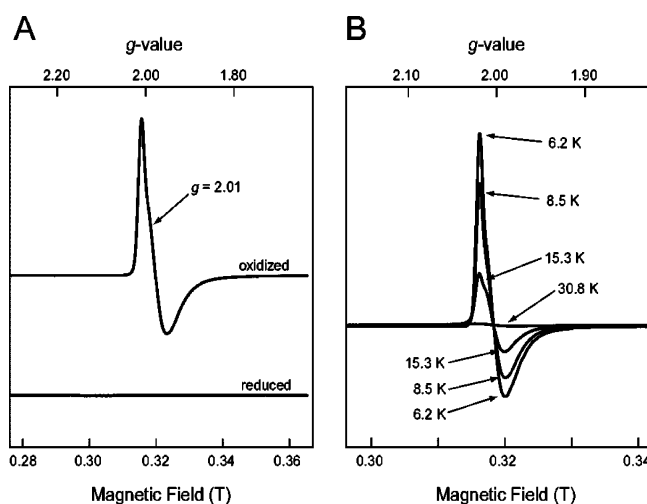 A
g-value
2.20 2.00 1.80
g = 2.01
oxidized
reduced
0.28 0.30 0.32 0.34 0.36
Magnetic Field (T)
B
g-value
2.10 2.00 1.90
6.2 K
8.5 K
15.3 K
30.8 K
15.3 K
8.5 K
6.2 K
0.30 0.32 0.34
Magnetic Field (T)